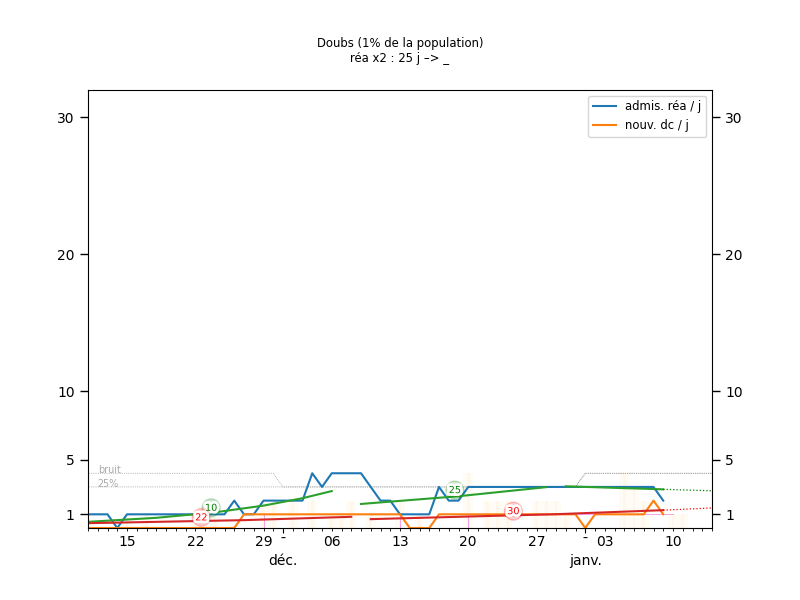 Doubs (1% de la population)
réa x2 : 25 j –> _
admis. réa / j
nouv. dc / j
30 30
20 20
10 10
5 5
1 1
bruit
25%
10
22
25
30
15 22 29 - 06 13 20 27 - 03 10
déc. janv.